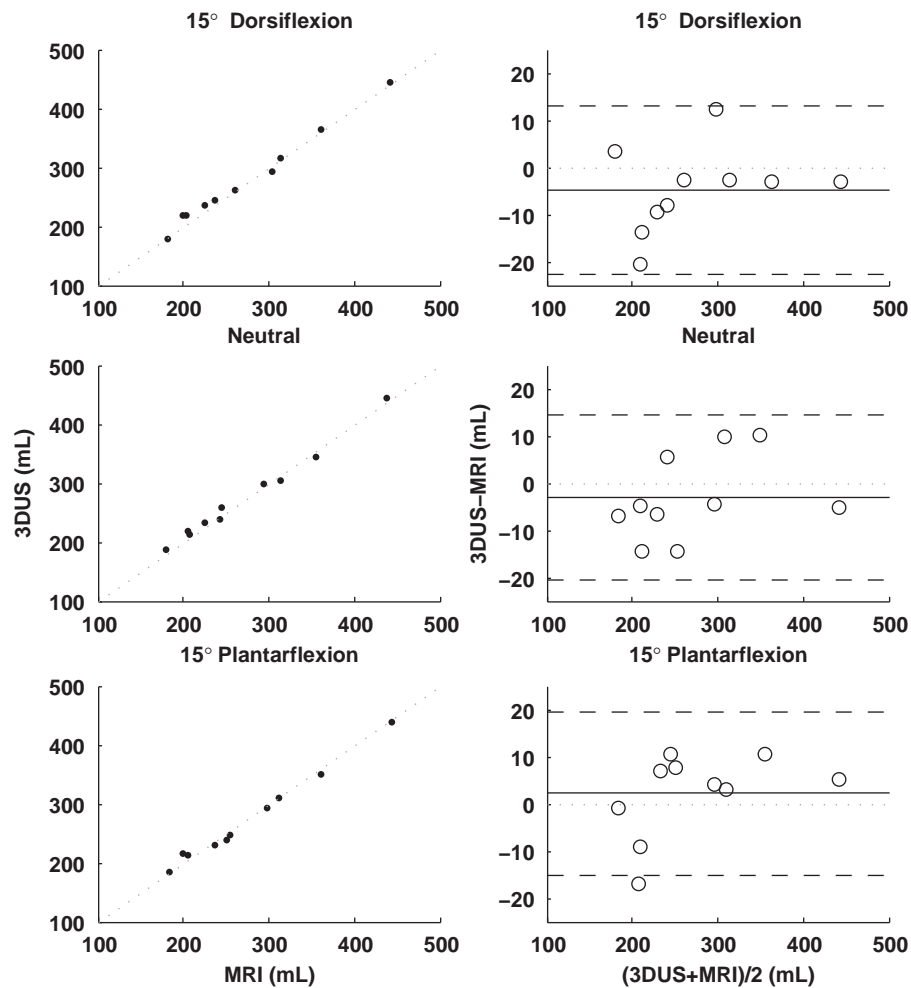 15° Dorsiflexion
500
400
300
200
100
100 200 300 400 500
15° Dorsiflexion
20
10
0
−10
−20
100 200 300 400 500
Neutral
500
400
300
200
100
100 200 300 400 500
3DUS (mL)
Neutral
20
10
0
−10
−20
100 200 300 400 500
3DUS−MRI (mL)
15° Plantarflexion
500
400
300
200
100
100 200 300 400 500
MRI (mL)
15° Plantarflexion
20
10
0
−10
−20
100 200 300 400 500
(3DUS+MRI)/2 (mL)